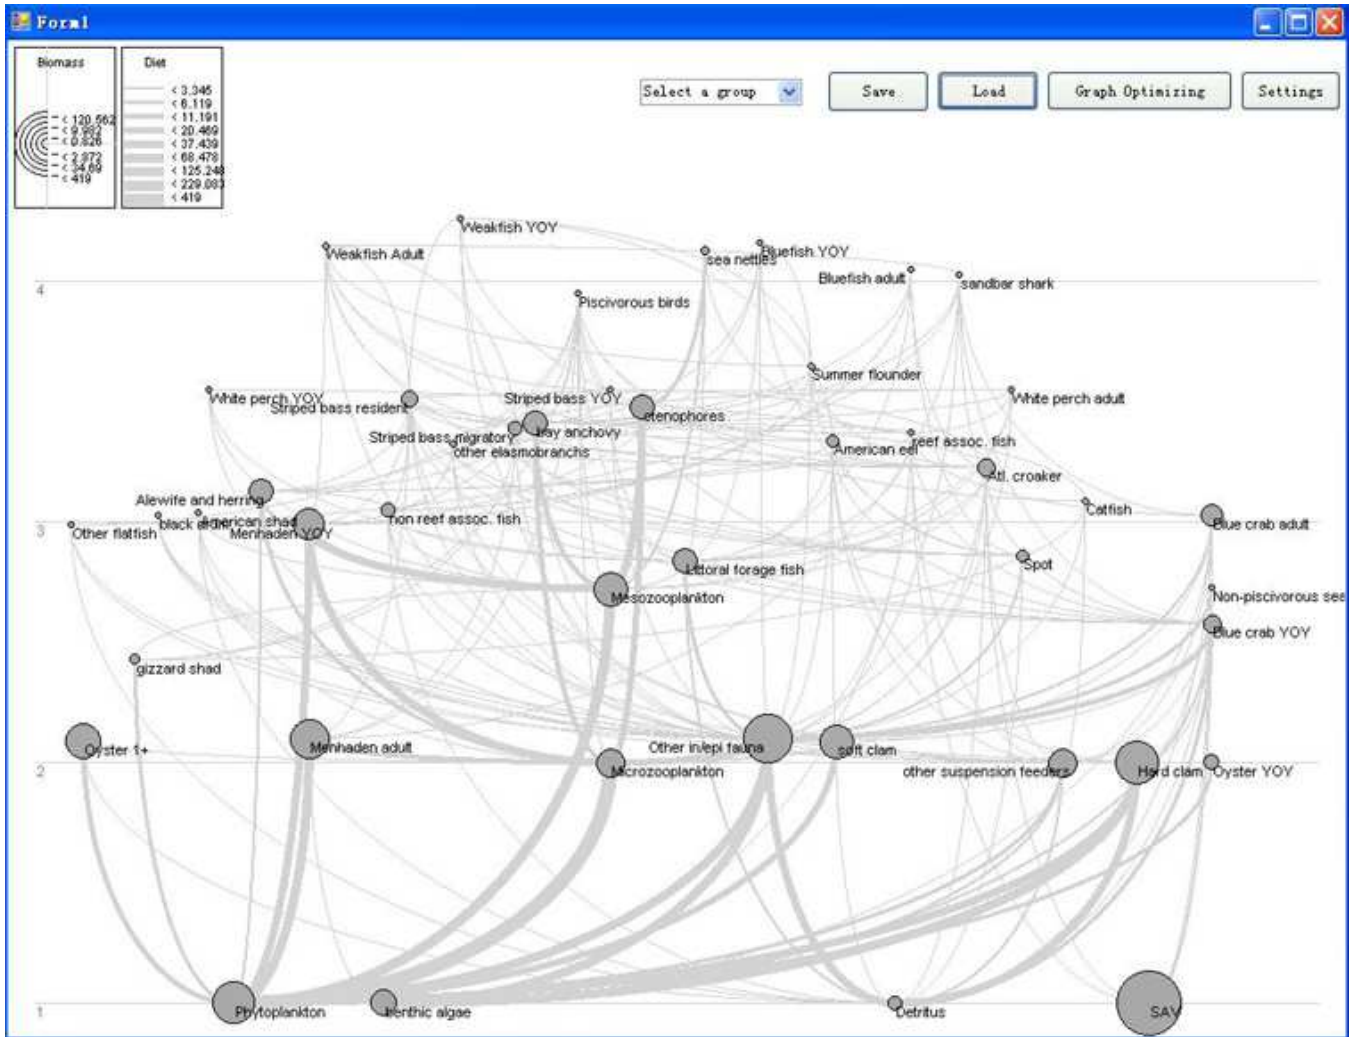 Form1
Biomass
< 120.562
< 9.982
< 0.826
< 2.872
< 34.69
< 419
Diet
< 3.345
< 6.119
< 11.191
< 20.469
< 37.439
< 68.478
< 125.248
< 229.083
< 419
Select a group
Save
Load
Graph Optimizing
Settings
Weakfish YOY
Weakfish Adult
sea nettles
Bluefish YOY
Bluefish adult
sandbar shark
4
Piscivorous birds
Summer flounder
White perch YOY
Striped bass resident
Striped bass YOY
ctenophores
White perch adult
Striped bass migratory
bay anchovy
other elasmobranchs
American eel
reef assoc. fish
Atl. croaker
Alewife and herring
Catfish
3
Other flatfish
American shad
Menhaden YOY
non reef assoc. fish
Blue crab adult
Littoral forage fish
Spot
Mesozooplankton
Non-piscivorous sea
Blue crab YOY
gizzard shad
Oyster 1+
Menhaden adult
Other in/epi fauna
soft clam
2
Microzooplankton
other suspension feeders
Hard clam
Oyster YOY
1
Phytoplankton
benthic algae
Detritus
SAV